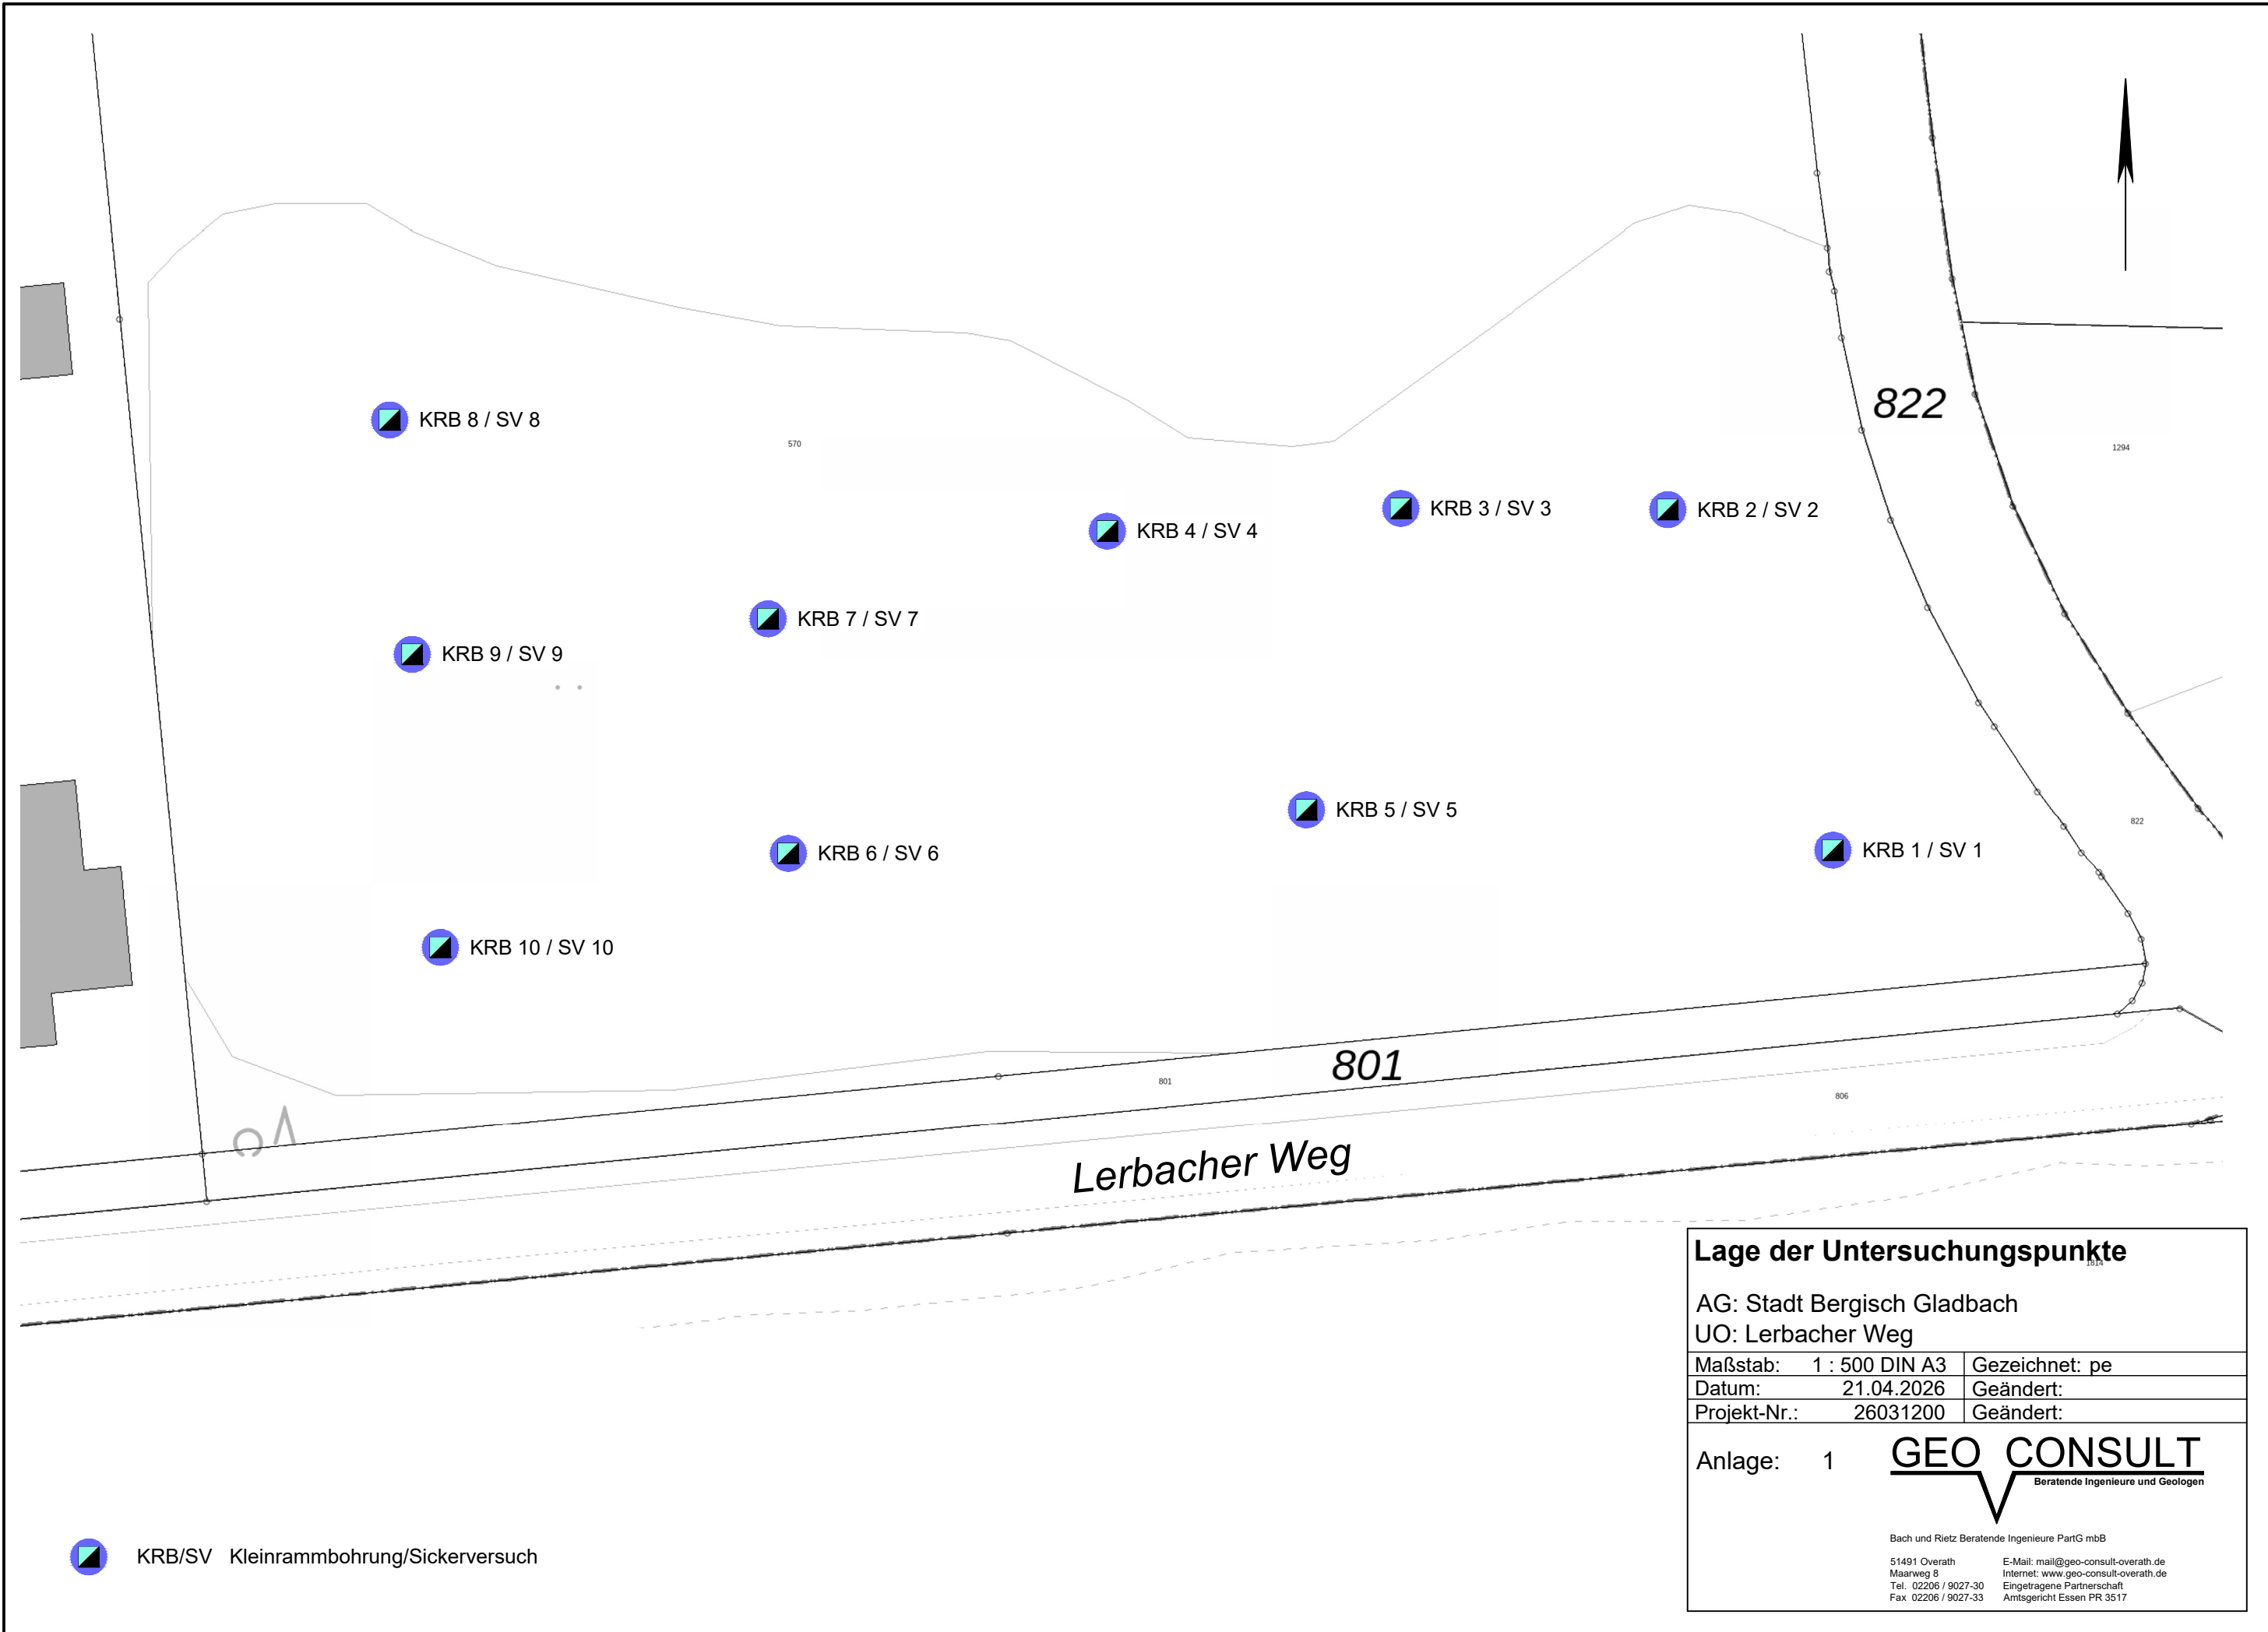 822
KRB 8 / SV 8
570
1294
KRB 3 / SV 3
KRB 2 / SV 2
KRB 4 / SV 4
KRB 7 / SV 7
KRB 9 / SV 9
KRB 5 / SV 5
822
KRB 6 / SV 6
KRB 1 / SV 1
KRB 10 / SV 10
801
801
806
Lerbacher Weg
Lage der Untersuchungspunkte
1814
AG: Stadt Bergisch Gladbach
UO: Lerbacher Weg
Maßstab: 1 : 500 DIN A3 Gezeichnet: pe
Datum: 21.04.2026 Geändert:
Projekt-Nr.: 26031200 Geändert:
Anlage: 1
GEO CONSULT
Beratende Ingenieure und Geologen
Bach und Rietz Beratende Ingenieure PartG mbB
51491 Overath E-Mail: mail@geo-consult-overath.de
Maarweg 8 Internet: www.geo-consult-overath.de
Tel. 02206 / 9027-30 Eingetragene Partnerschaft
Fax 02206 / 9027-33 Amtsgericht Essen PR 3517
KRB/SV Kleinrammbohrung/Sickerversuch